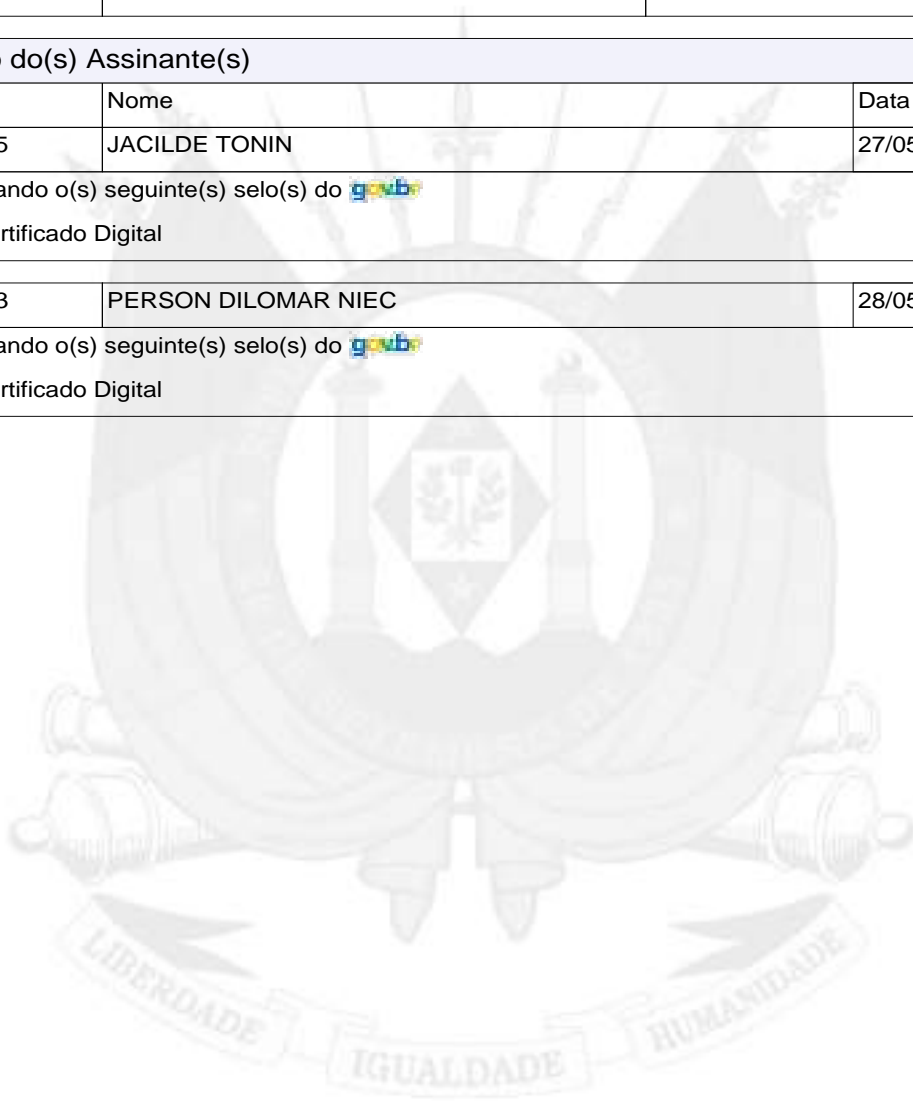 do(s) Assinante(s)
Nome Data
5 JACILDE TONIN 27/05
ando o(s) seguinte(s) selo(s) do gov.br
rtificado Digital
3 PERSON DILOMAR NIEC 28/05
ando o(s) seguinte(s) selo(s) do gov.br
rtificado Digital
LIBERDADE IGUALDADE HUMANIDADE